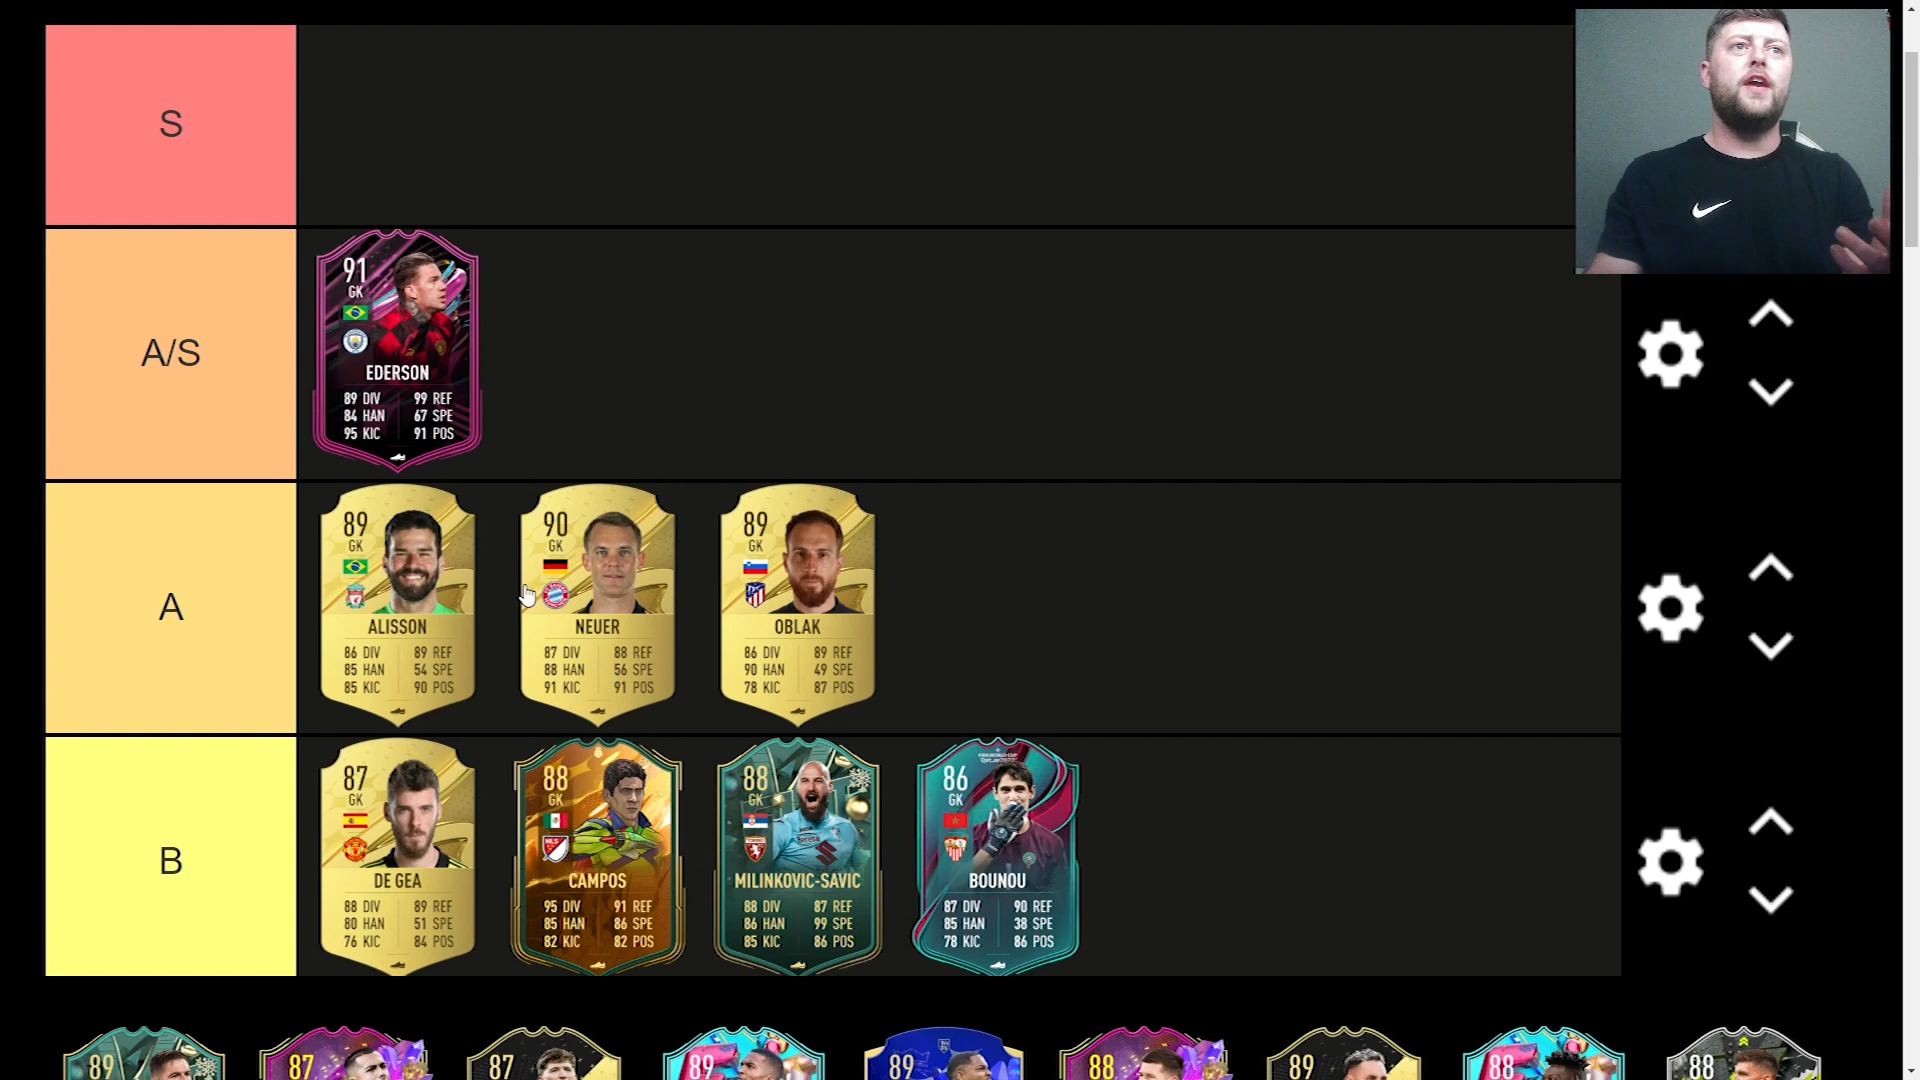 S
A/S
91
GK
EDERSON
89 DIV 99 REF
84 HAN 67 SPE
95 KIC 91 POS
A
89
GK
ALISSON
86 DIV 89 REF
85 HAN 54 SPE
85 KIC 90 POS
90
GK
NEUER
87 DIV 88 REF
88 HAN 56 SPE
91 KIC 91 POS
89
GK
OBLAK
86 DIV 89 REF
90 HAN 49 SPE
78 KIC 87 POS
B
87
GK
DE GEA
88 DIV 89 REF
80 HAN 51 SPE
76 KIC 84 POS
88
GK
MLS
CAMPOS
95 DIV 91 REF
85 HAN 86 SPE
82 KIC 82 POS
88
GK
MILINKOVIC-SAVIC
88 DIV 87 REF
86 HAN 99 SPE
85 KIC 86 POS
86
GK
BOUNOU
87 DIV 90 REF
85 HAN 38 SPE
78 KIC 86 POS
89
87
87
89
89
88
89
88
88